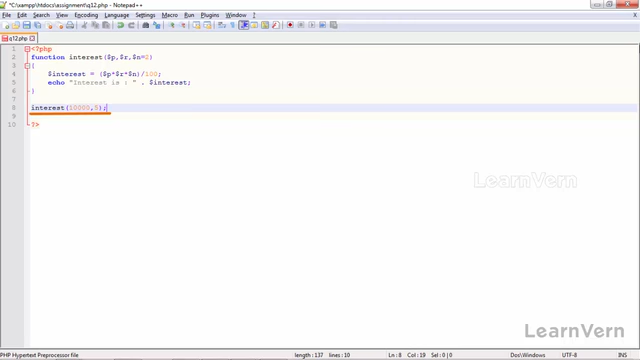 *C:\xampp\htdocs\assignment\q12.php - Notepad++
File Edit Search View Encoding Language Settings Macro Run Plugins Window ?
q12.php
1 <?php
2 function interest($p,$r,$n=2)
3 {
4 $interest = ($p*$r*$n)/100;
5 echo "Interest is : " . $interest;
6 }
7
8 interest(10000,5);
9
10 ?>
LearnVern
LearnVern
PHP Hypertext Preprocessor file length : 137 lines : 10 Ln : 8 Col : 19 Sel : 0 | 0 Dos\Windows INS